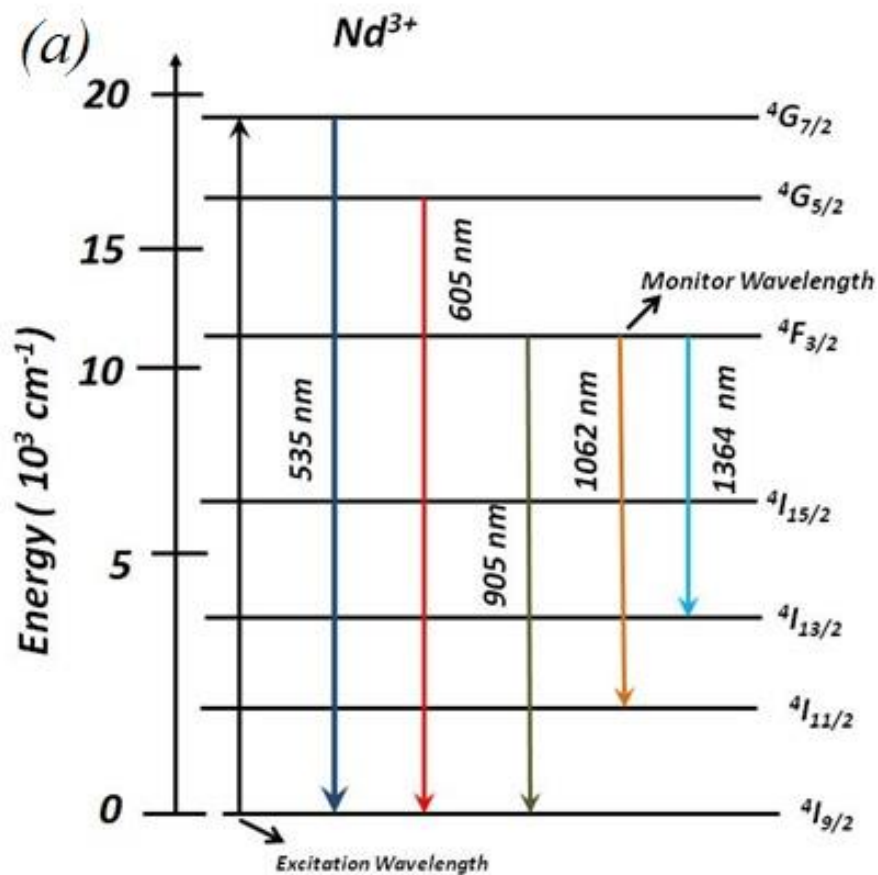 (a)
Nd³⁺
20
⁴G₇/₂
⁴G₅/₂
15
605 nm
Monitor Wavelength
⁴F₃/₂
10
Energy ( 10³ cm⁻¹)
535 nm
1062 nm
1364 nm
⁴I₁₅/₂
905 nm
5
⁴I₁₃/₂
⁴I₁₁/₂
0
⁴I₉/₂
Excitation Wavelength